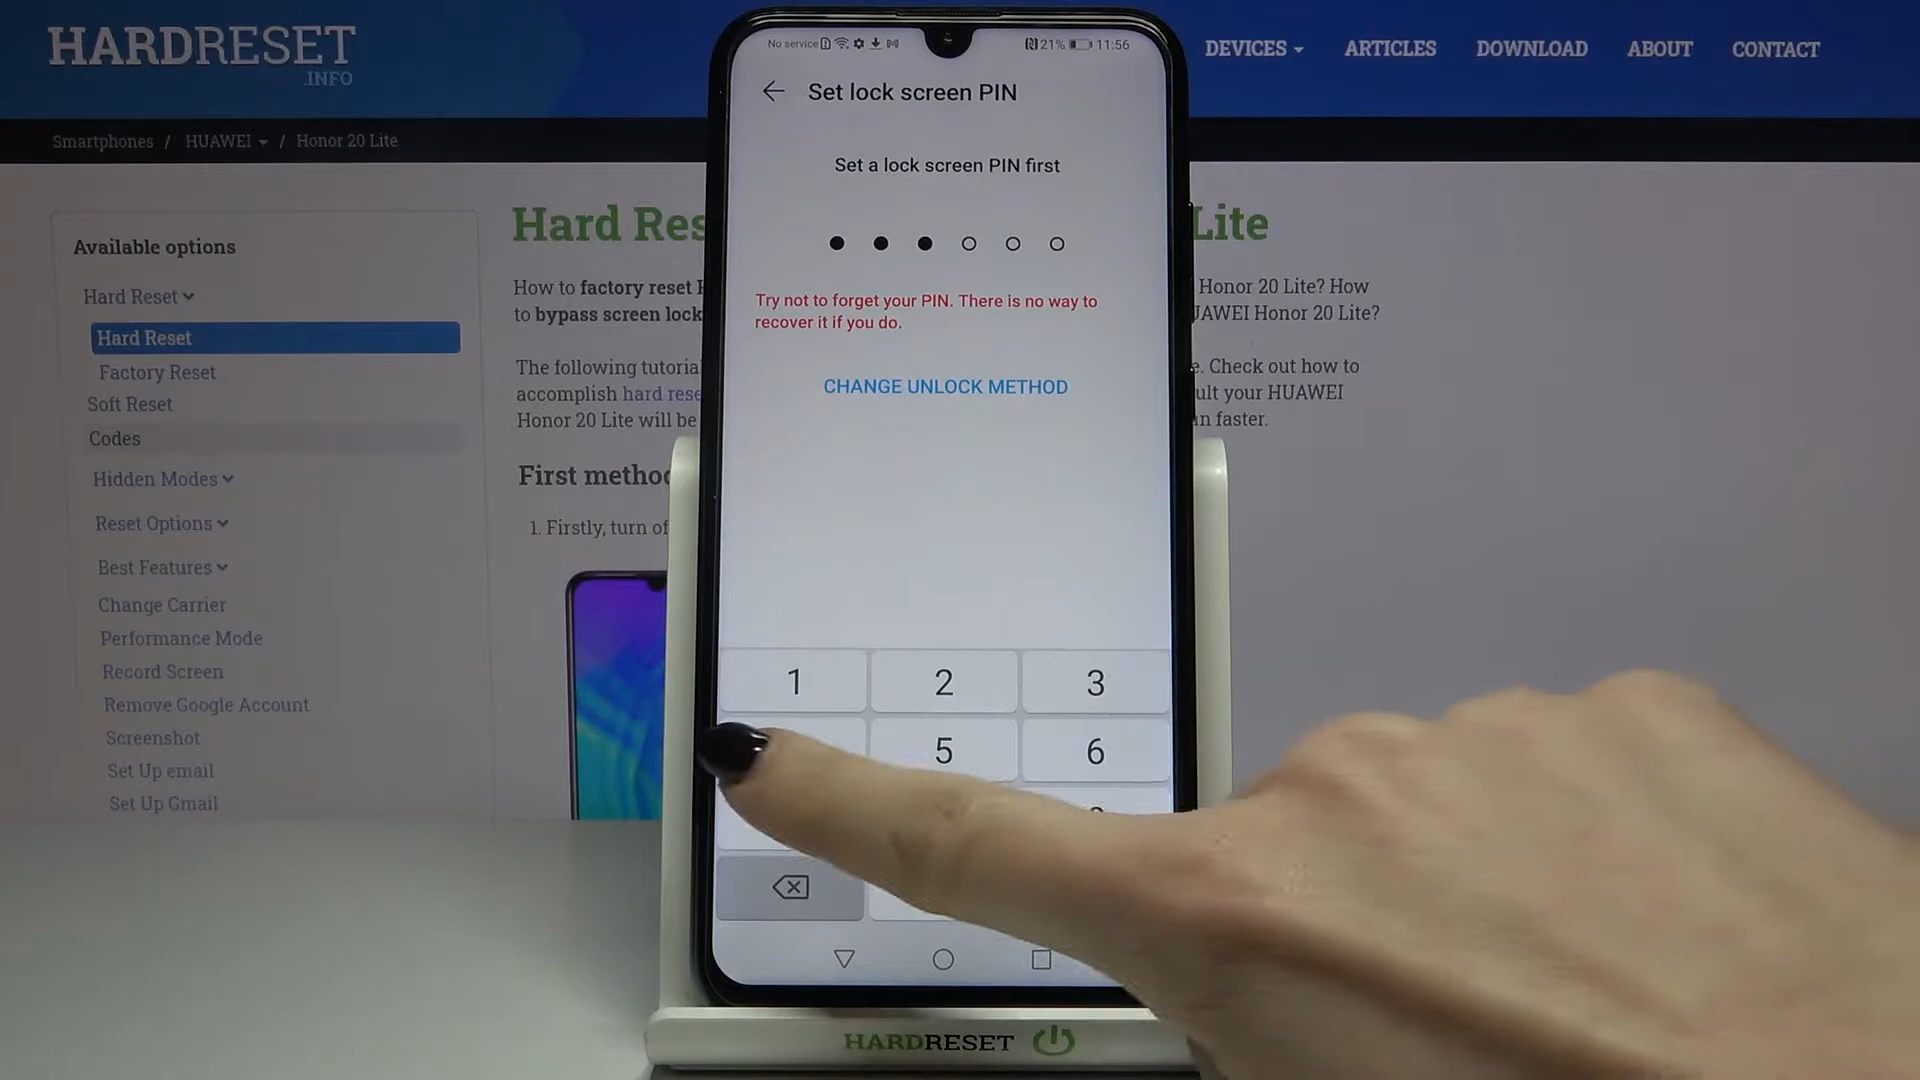 HARDRESET
.INFO
DEVICES
ARTICLES
DOWNLOAD
ABOUT
CONTACT
Smartphones / HUAWEI / Honor 20 Lite
Available options
Hard Reset
Hard Reset
Factory Reset
Soft Reset
Codes
Hidden Modes
Reset Options
Best Features
Change Carrier
Performance Mode
Record Screen
Remove Google Account
Screenshot
Set Up email
Set Up Gmail
Hard Res
Lite
How to factory reset
Honor 20 Lite? How
to bypass screen lock
HUAWEI Honor 20 Lite?
The following tutorial
Check out how to
accomplish hard rese
HUAWEI
Honor 20 Lite will be
faster.
First method
1. Firstly, turn of
No service
21% 11:56
Set lock screen PIN
Set a lock screen PIN first
Try not to forget your PIN. There is no way to
recover it if you do.
CHANGE UNLOCK METHOD
1 2 3
5 6
HARDRESET